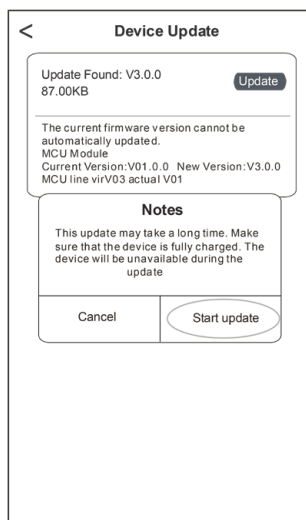 <
Device Update
Update Found: V3.0.0
87.00KB
Update
The current firmware version cannot be
automatically updated.
MCU Module
Current Version:V01.0.0 New Version:V3.0.0
MCU line virV03 actual V01
Notes
This update may take a long time. Make
sure that the device is fully charged. The
device will be unavailable during the
update
Cancel
Start update